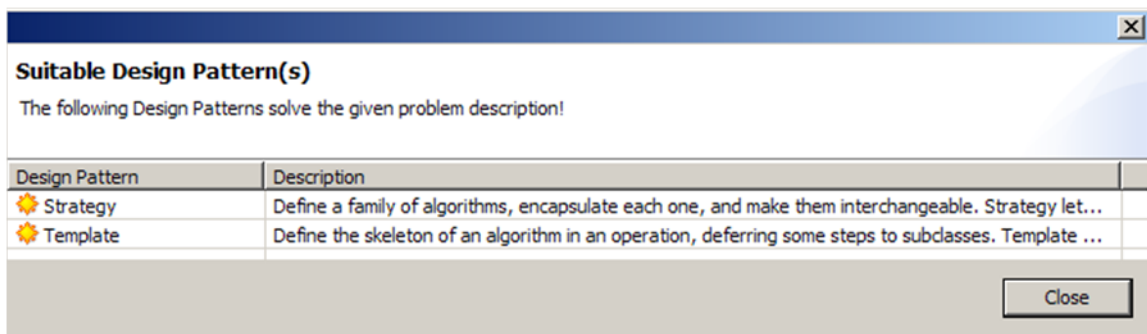 Suitable Design Pattern(s)
The following Design Patterns solve the given problem description!
Design Pattern Description
Strategy Define a family of algorithms, encapsulate each one, and make them interchangeable. Strategy let...
Template Define the skeleton of an algorithm in an operation, deferring some steps to subclasses. Template ...
Close